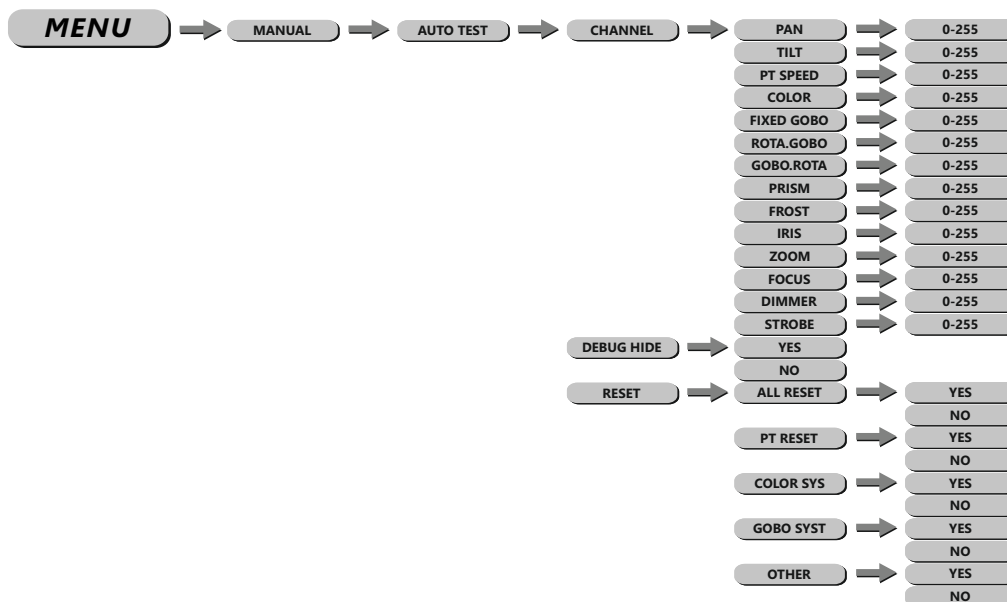 MENU MANUAL AUTO TEST CHANNEL PAN 0-255
TILT 0-255
PT SPEED 0-255
COLOR 0-255
FIXED GOBO 0-255
ROTA.GOBO 0-255
GOBO.ROTA 0-255
PRISM 0-255
FROST 0-255
IRIS 0-255
ZOOM 0-255
FOCUS 0-255
DIMMER 0-255
STROBE 0-255
DEBUG HIDE YES
NO
RESET ALL RESET YES
NO
PT RESET YES
NO
COLOR SYS YES
NO
GOBO SYST YES
NO
OTHER YES
NO